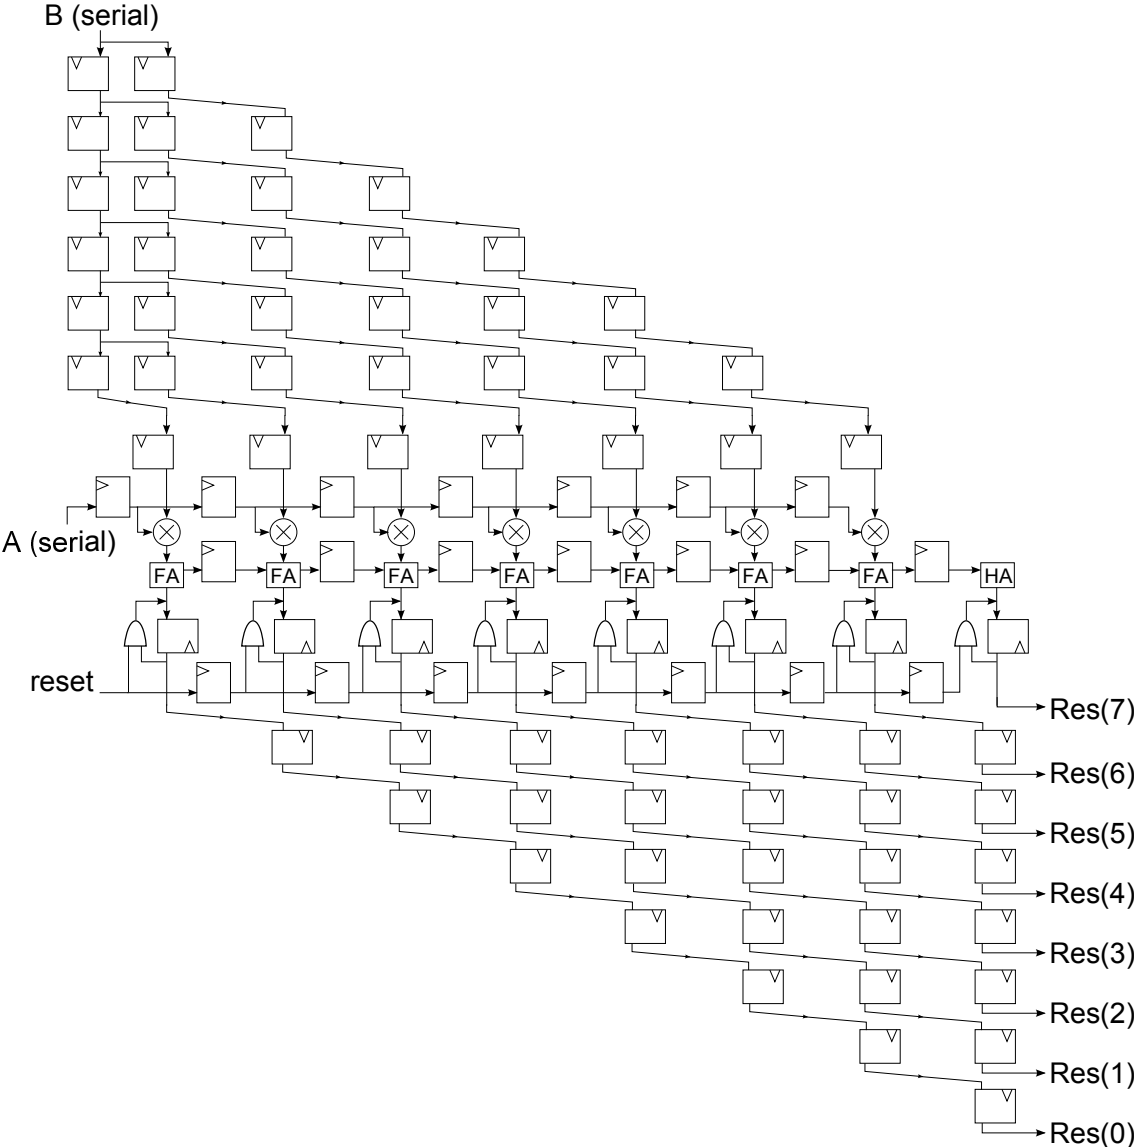 B (serial)
A (serial)
FA FA FA FA FA FA FA HA
reset
Res(7)
Res(6)
Res(5)
Res(4)
Res(3)
Res(2)
Res(1)
Res(0)